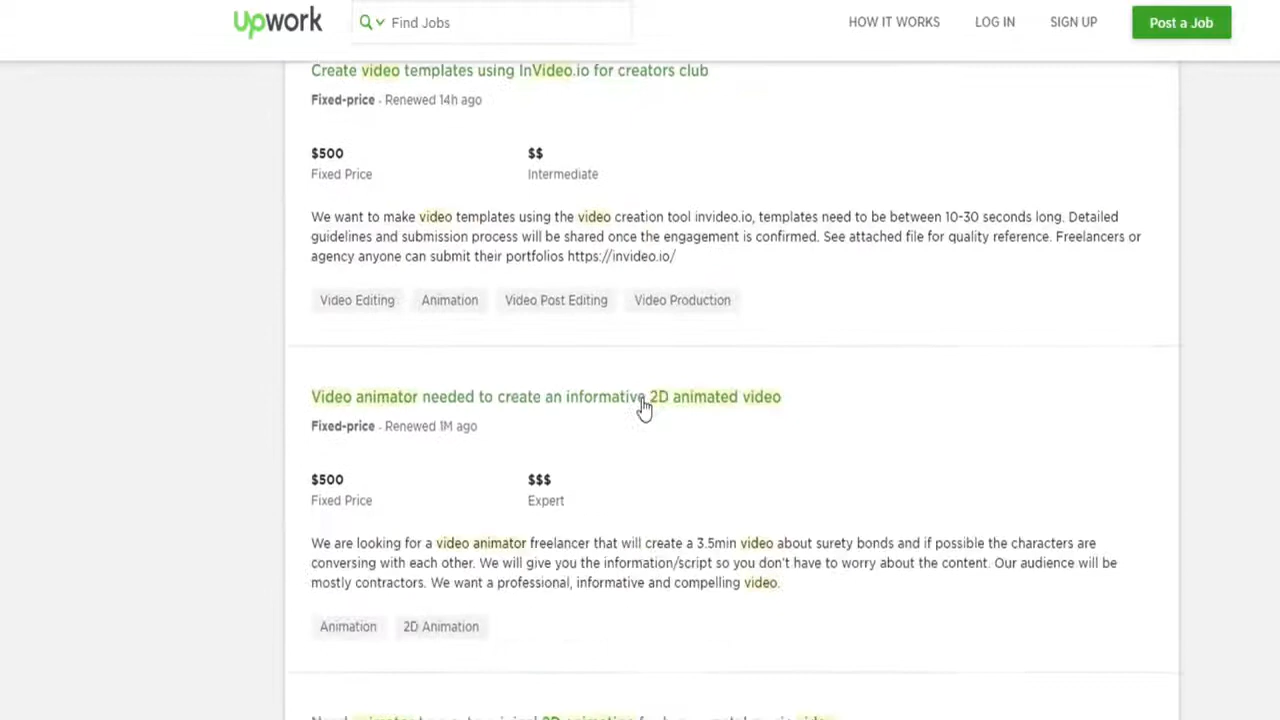 upwork
Find Jobs
HOW IT WORKS
LOG IN
SIGN UP
Post a Job
Create video templates using InVideo.io for creators club
Fixed-price - Renewed 14h ago
$500
$$
Fixed Price
Intermediate
We want to make video templates using the video creation tool invideo.io, templates need to be between 10-30 seconds long. Detailed
guidelines and submission process will be shared once the engagement is confirmed. See attached file for quality reference. Freelancers or
agency anyone can submit their portfolios https://invideo.io/
Video Editing
Animation
Video Post Editing
Video Production
Video animator needed to create an informative 2D animated video
Fixed-price - Renewed 1M ago
$500
$$$
Fixed Price
Expert
We are looking for a video animator freelancer that will create a 3.5min video about surety bonds and if possible the characters are
conversing with each other. We will give you the information/script so you don't have to worry about the content. Our audience will be
mostly contractors. We want a professional, informative and compelling video.
Animation
2D Animation